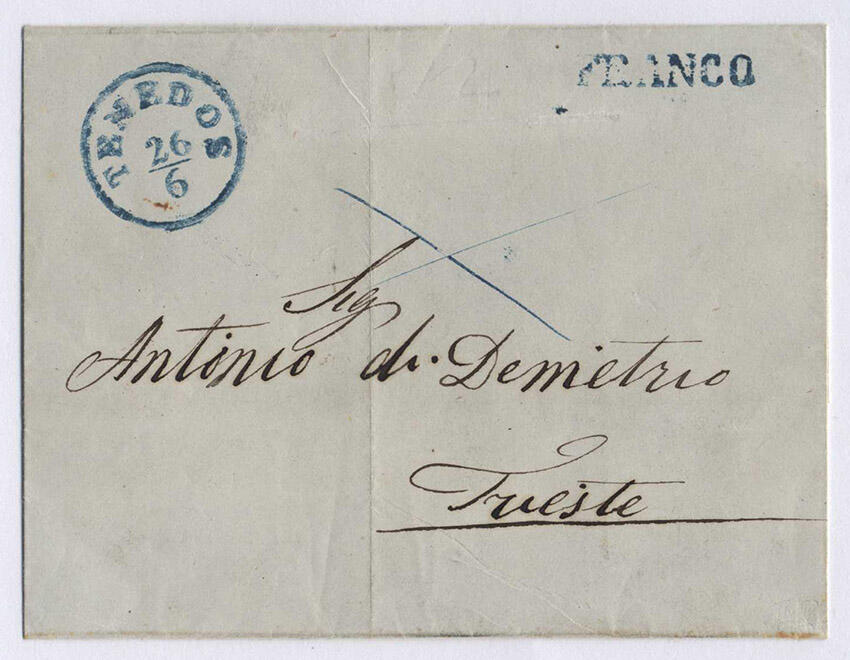 TENEDOS
26
6
FRANCO
Sig
Antonio di Demetrio
Trieste